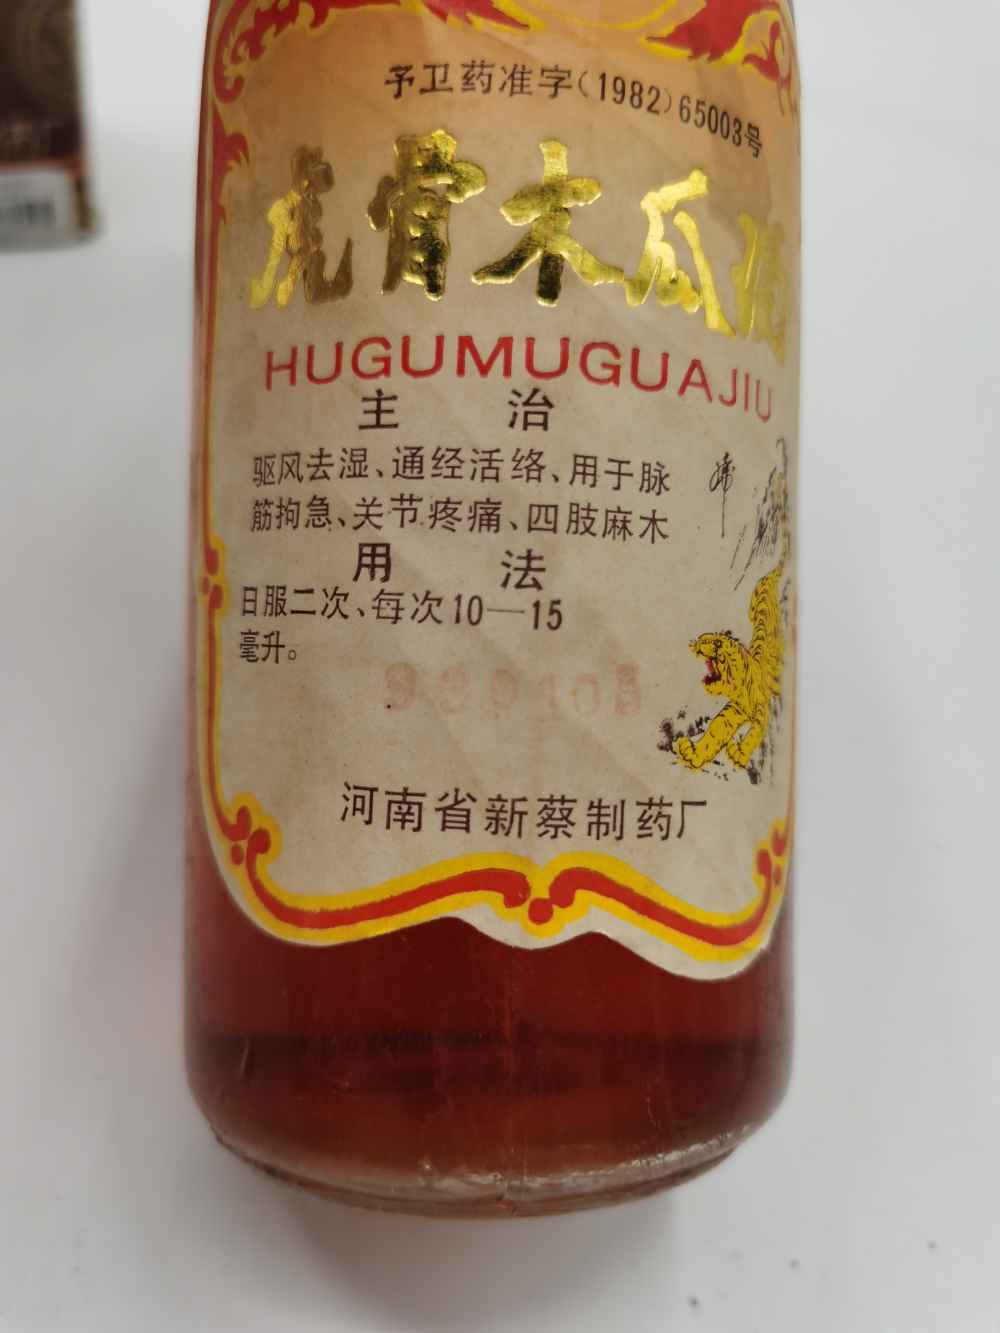 予卫药准字(1982)65003号
虎骨木瓜酒
HUGUMUGUAJIU
主治
驱风去湿、通经活络、用于脉
筋拘急、关节疼痛、四肢麻木
用法
日服二次、每次10—15
毫升。
河南省新蔡制药厂